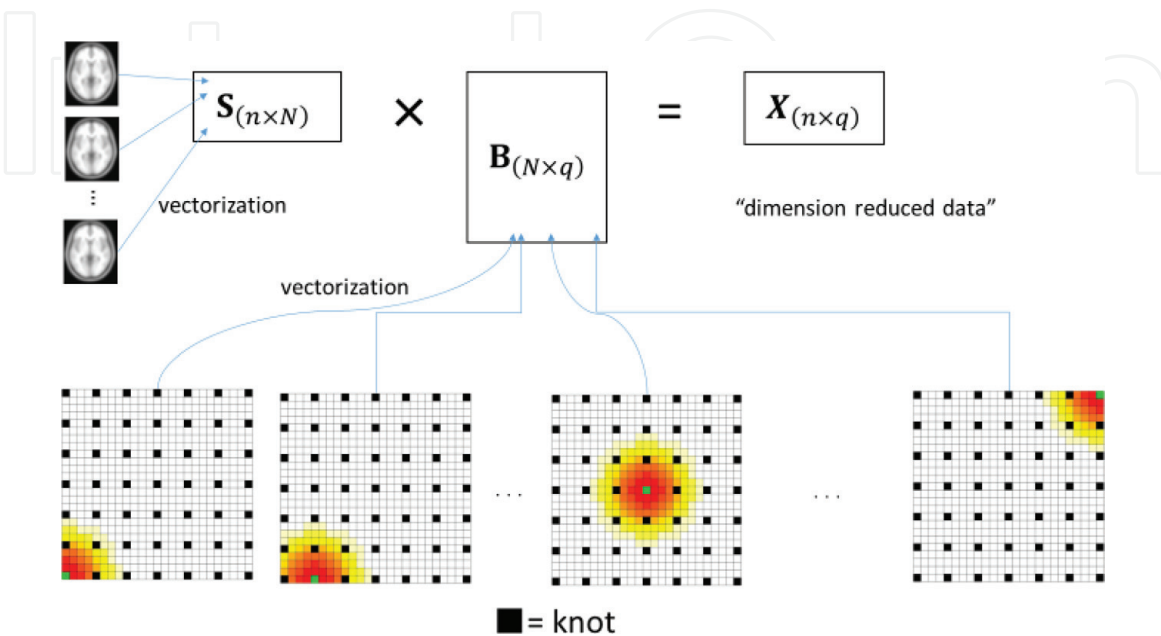 S(n×N)
×
B(N×q)
=
X(n×q)
⋮
vectorization
“dimension reduced data”
vectorization
...
...
■ = knot